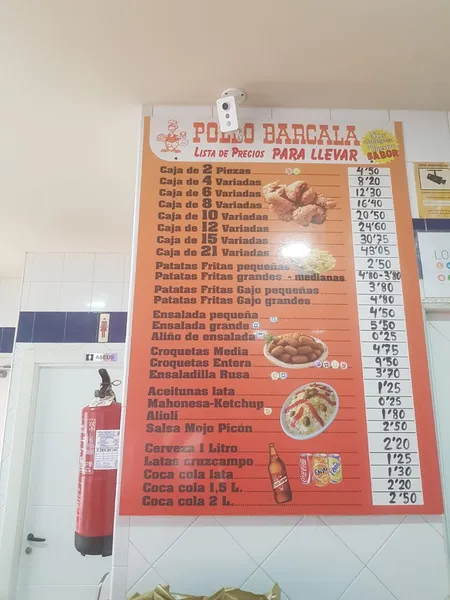 POLLO BARCALA
LISTA DE PRECIOS PARA LLEVAR
SABOR
Caja de 2 Piezas 4'50
Caja de 4 Variadas 8'20
Caja de 6 Variadas 12'30
Caja de 8 Variadas 16'40
Caja de 10 Variadas 20'50
Caja de 12 Variadas 24'60
Caja de 15 Variadas 30'75
Caja de 21 Variadas 43'05
Patatas Fritas pequeñas 2'50
Patatas Fritas grandes - medianas 4'80-3'80
Patatas Fritas Gajo pequeñas 3'80
Patatas Fritas Gajo grandes 4'80
Ensalada pequeña 4'50
Ensalada grande 5'50
Aliño de ensalada 0'25
Croquetas Media 4'75
Croquetas Entera 9'50
Ensaladilla Rusa 3'70
Aceitunas lata 1'25
Mahonesa-Ketchup 0'25
Alioli 1'80
Salsa Mojo Picón 2'50
Cerveza 1 Litro 2'20
Latas cruzcampo 1'25
Coca cola lata 1'30
Coca cola 1,5 L. 2'20
Coca cola 2 L. 2'50
ASEOS
LO